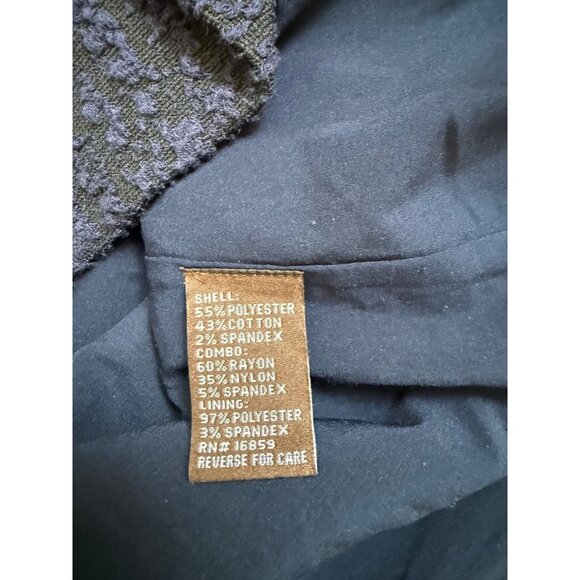 SHELL:
55% POLYESTER
43% COTTON
2% SPANDEX
COMBO:
60% RAYON
35% NYLON
5% SPANDEX
LINING:
97% POLYESTER
3% SPANDEX
RN# 16859
REVERSE FOR CARE